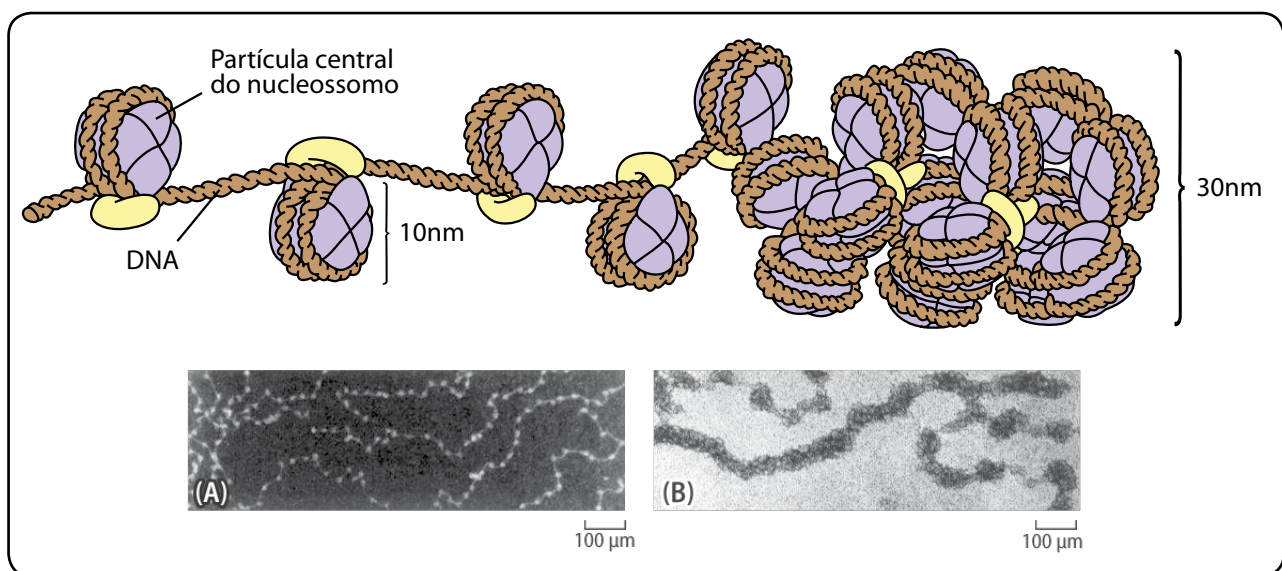 Partícula central
do nucleossomo
DNA
10nm
30nm
(A)
(B)
100 µm
100 µm